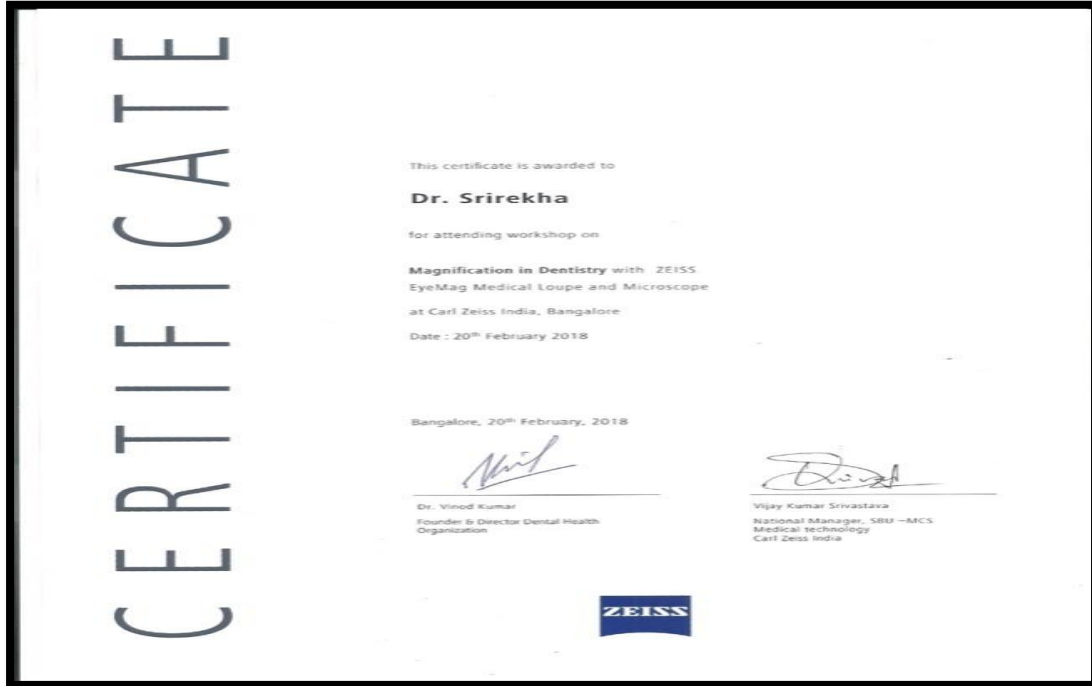 CERTIFICATE
This certificate is awarded to
Dr. Srirekha
for attending workshop on
Magnification in Dentistry with ZEISS
EyeMag Medical Loupe and Microscope
at Carl Zeiss India, Bangalore
Date : 20th February 2018
Bangalore, 20th February, 2018
Dr. Vinod Kumar
Founder & Director Dental Health
Organization
Vijay Kumar Srivastava
National Manager, SBU –MCS
Medical technology
Carl Zeiss India
ZEISS